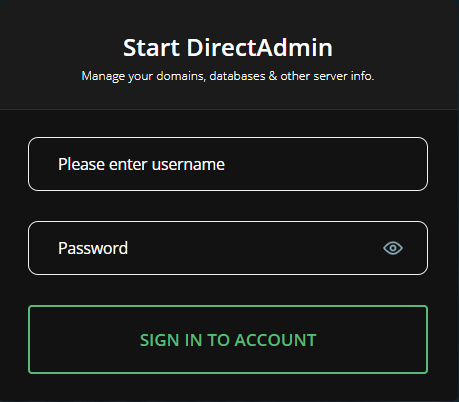 Start DirectAdmin
Manage your domains, databases & other server info.
Please enter username
Password
SIGN IN TO ACCOUNT